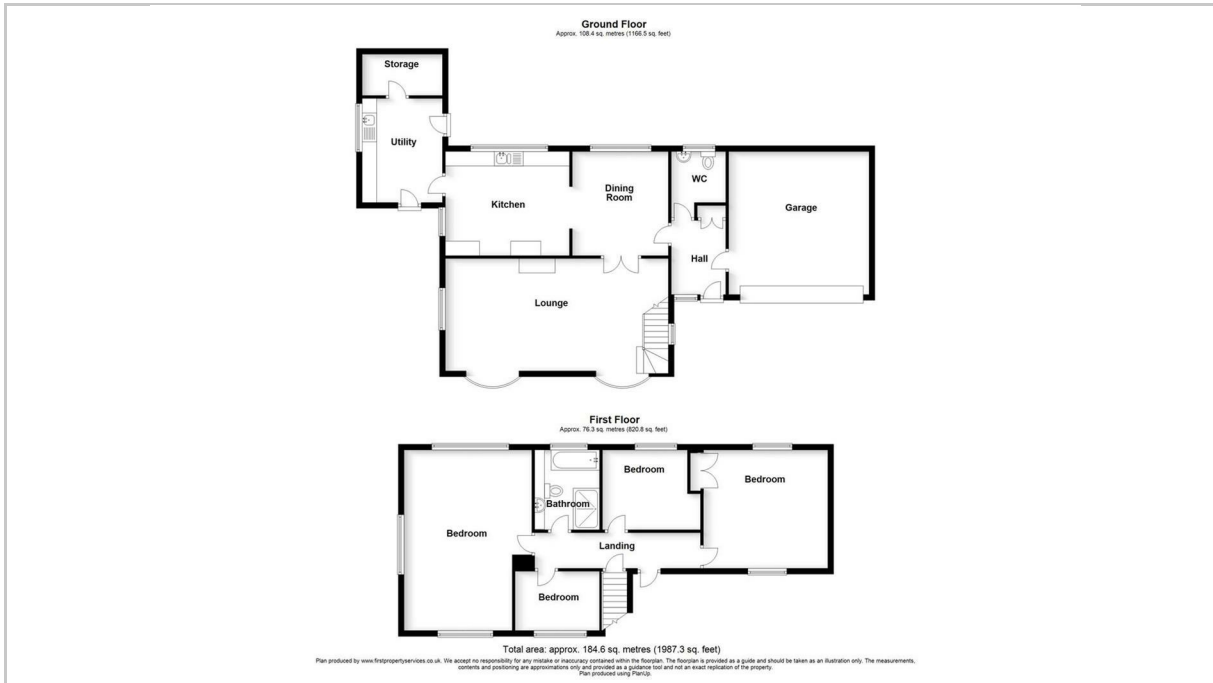 Ground Floor
Approx. 108.4 sq. metres (1166.5 sq. feet)
Storage
Utility
Kitchen
Dining
Room
WC
Garage
Hall
Lounge
First Floor
Approx. 76.3 sq. metres (820.8 sq. feet)
Bedroom
Bedroom
Bathroom
Bedroom
Landing
Bedroom
Total area: approx. 184.6 sq. metres (1987.3 sq. feet)
Plan produced by www.firstpropertyservices.co.uk. We accept no responsibility for any mistake or inaccuracy contained within the floorplan. The floorplan is provided as a guide and should be taken as an illustration only. The measurements,
contents and positioning are approximations only and provided as a guidance tool and not an exact replication of the property.
Plan produced using PlanUp.